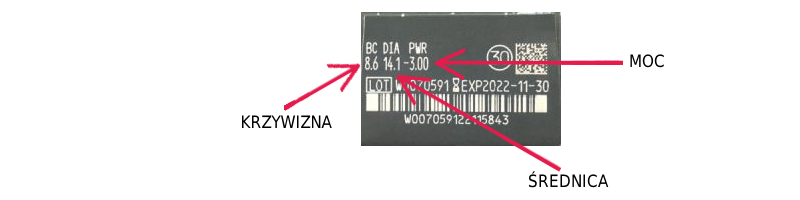 BC DIA PWR
8.6 14.1 -3.00
30
MOC
LOT W0070591 EXP2022-11-30
KRZYWIZNA
W007059122115843
ŚREDNICA